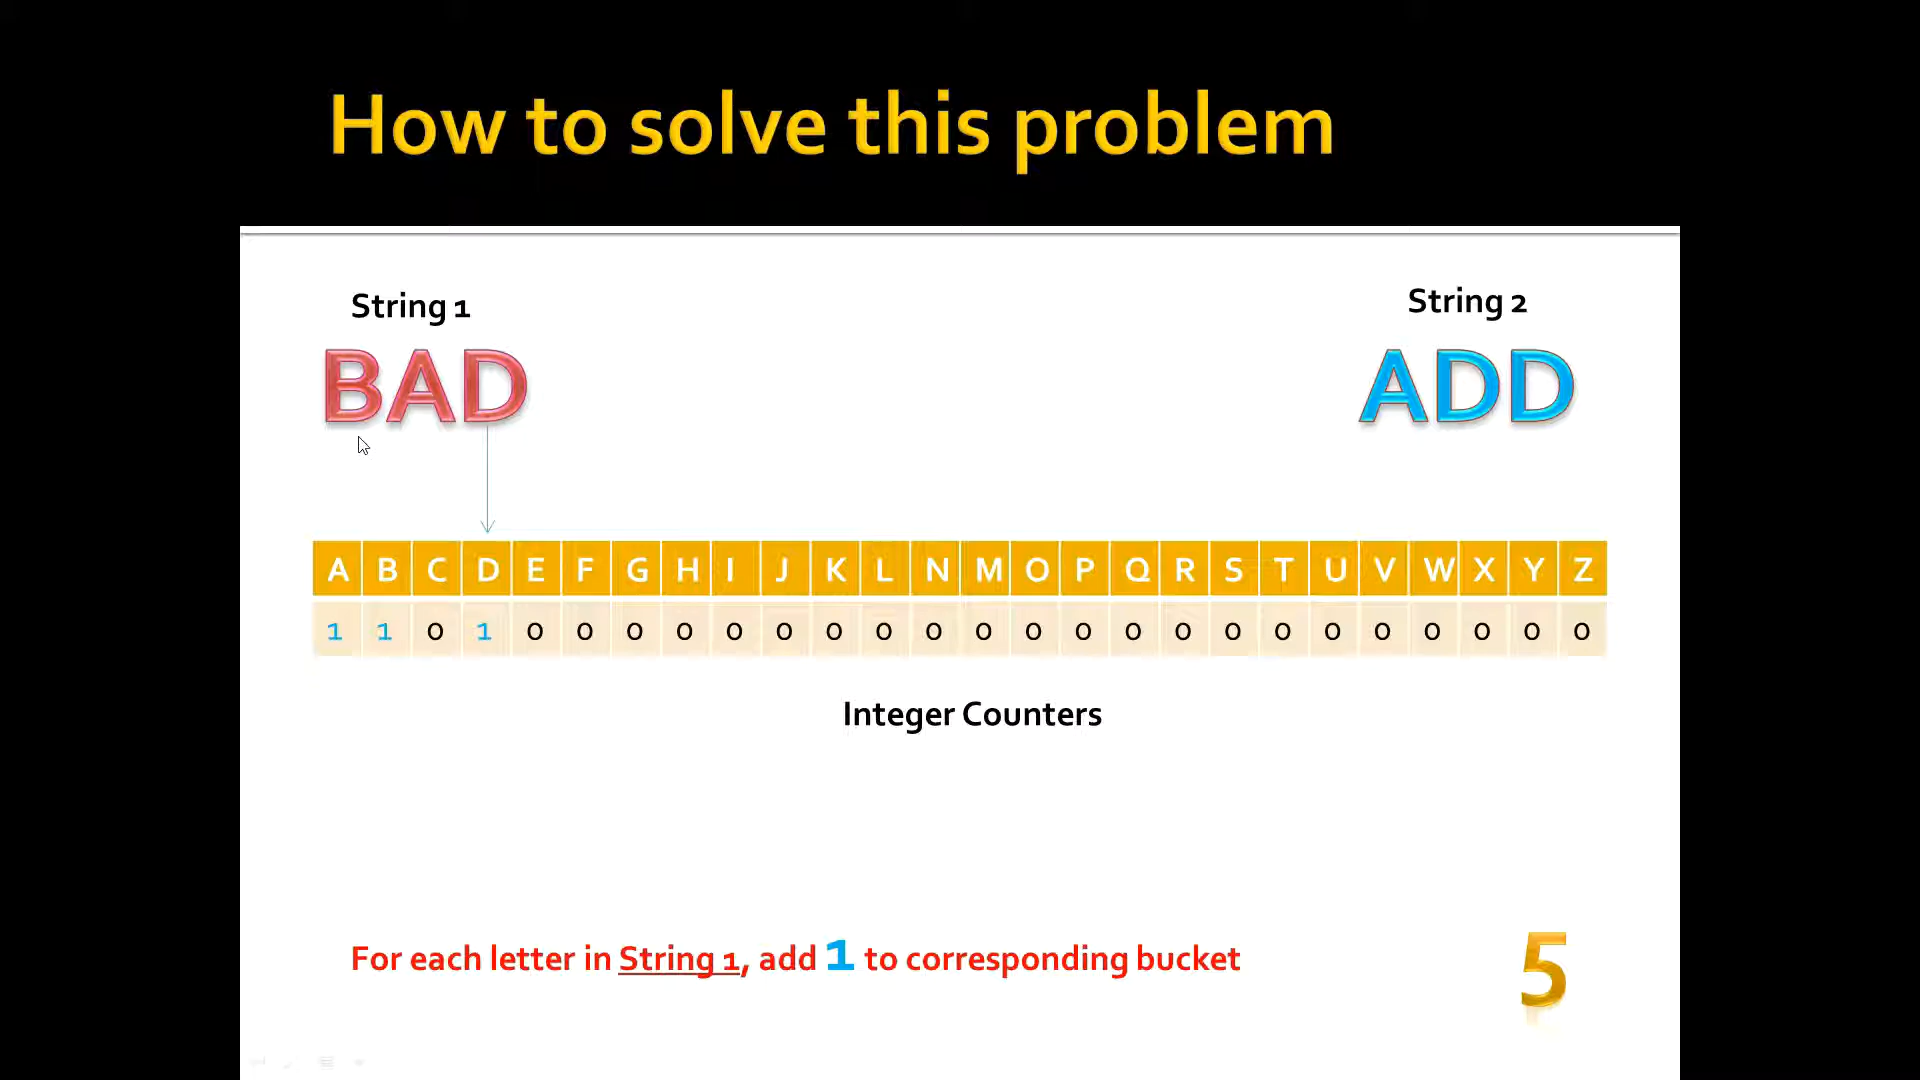 How to solve this problem
String 1
String 2
BAD
ADD
A B C D E F G H I J K L N M O P Q R S T U V W X Y Z
1 1 0 1 0 0 0 0 0 0 0 0 0 0 0 0 0 0 0 0 0 0 0 0 0 0
Integer Counters
For each letter in String 1, add 1 to corresponding bucket
5